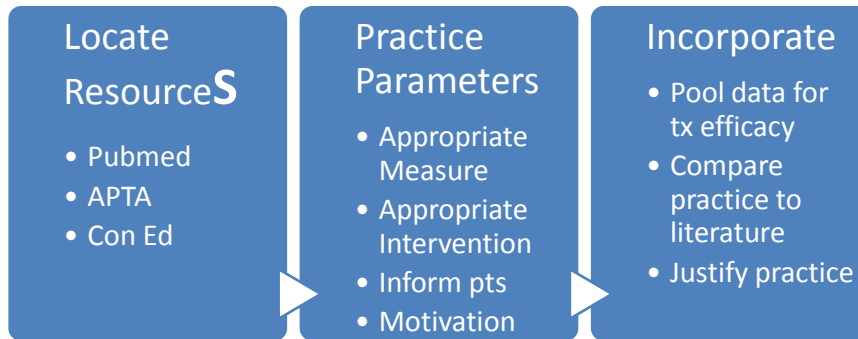 Locate
ResourceS
• Pubmed
• APTA
• Con Ed
Practice
Parameters
• Appropriate
Measure
• Appropriate
Intervention
• Inform pts
• Motivation
Incorporate
• Pool data for
tx efficacy
• Compare
practice to
literature
• Justify practice